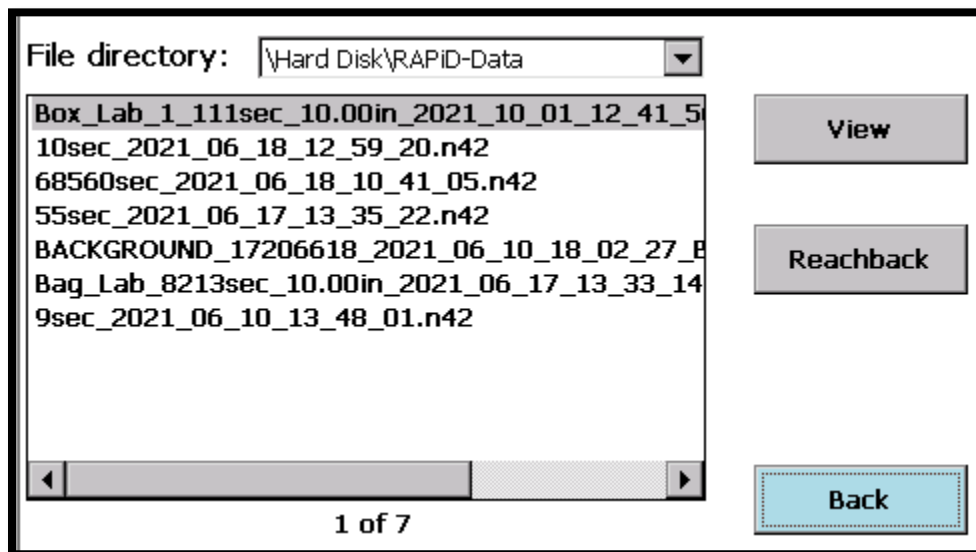 File directory: \Hard Disk\RAPiD-Data
Box_Lab_1_111sec_10.00in_2021_10_01_12_41_5
View
10sec_2021_06_18_12_59_20.n42
68560sec_2021_06_18_10_41_05.n42
55sec_2021_06_17_13_35_22.n42
BACKGROUND_17206618_2021_06_10_18_02_27_B
Reachback
Bag_Lab_8213sec_10.00in_2021_06_17_13_33_14
9sec_2021_06_10_13_48_01.n42
Back
1 of 7